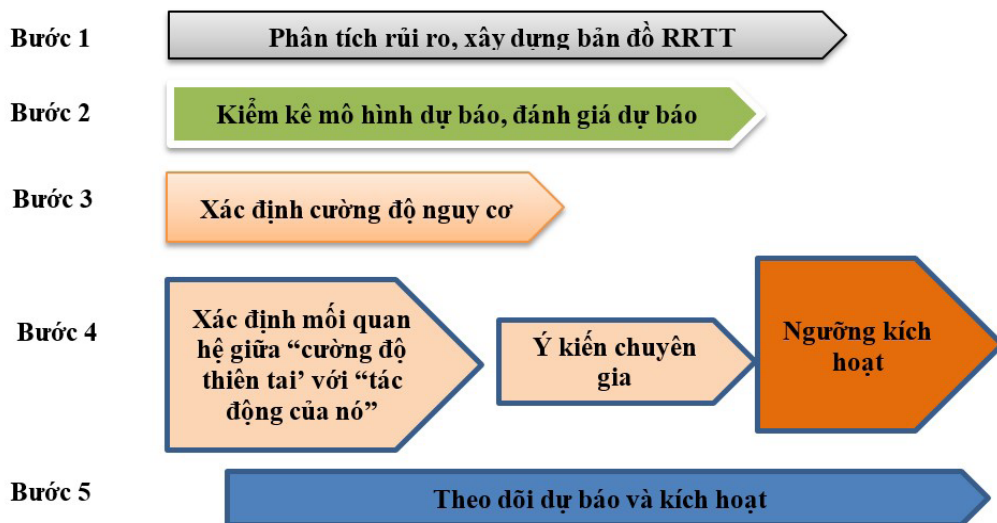 Bước 1
Phân tích rủi ro, xây dựng bản đồ RRTT
Bước 2
Kiểm kê mô hình dự báo, đánh giá dự báo
Bước 3
Xác định cường độ nguy cơ
Bước 4
Xác định mối quan
hệ giữa “cường độ
thiên tai’ với “tác
động của nó”
Ý kiến chuyên
gia
Ngưỡng kích
hoạt
Bước 5
Theo dõi dự báo và kích hoạt